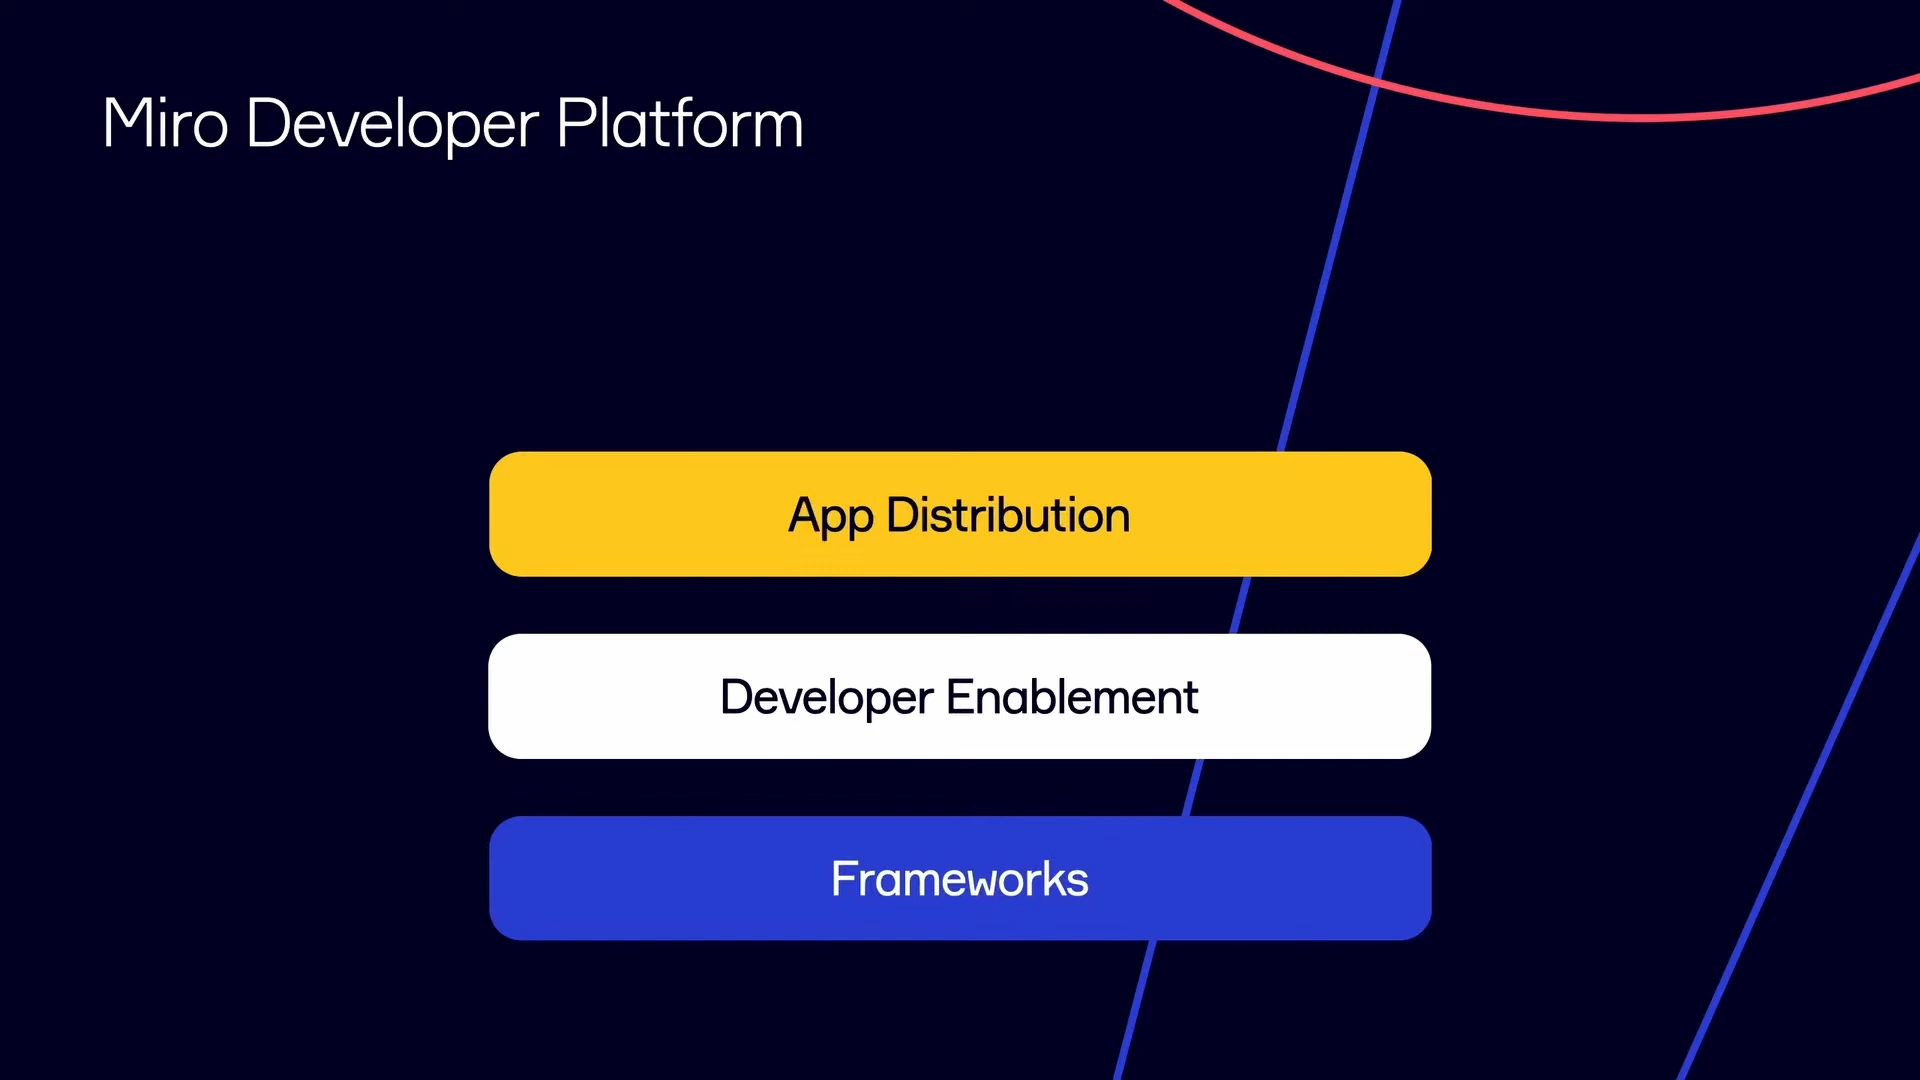 Miro Developer Platform
App Distribution
Developer Enablement
Frameworks